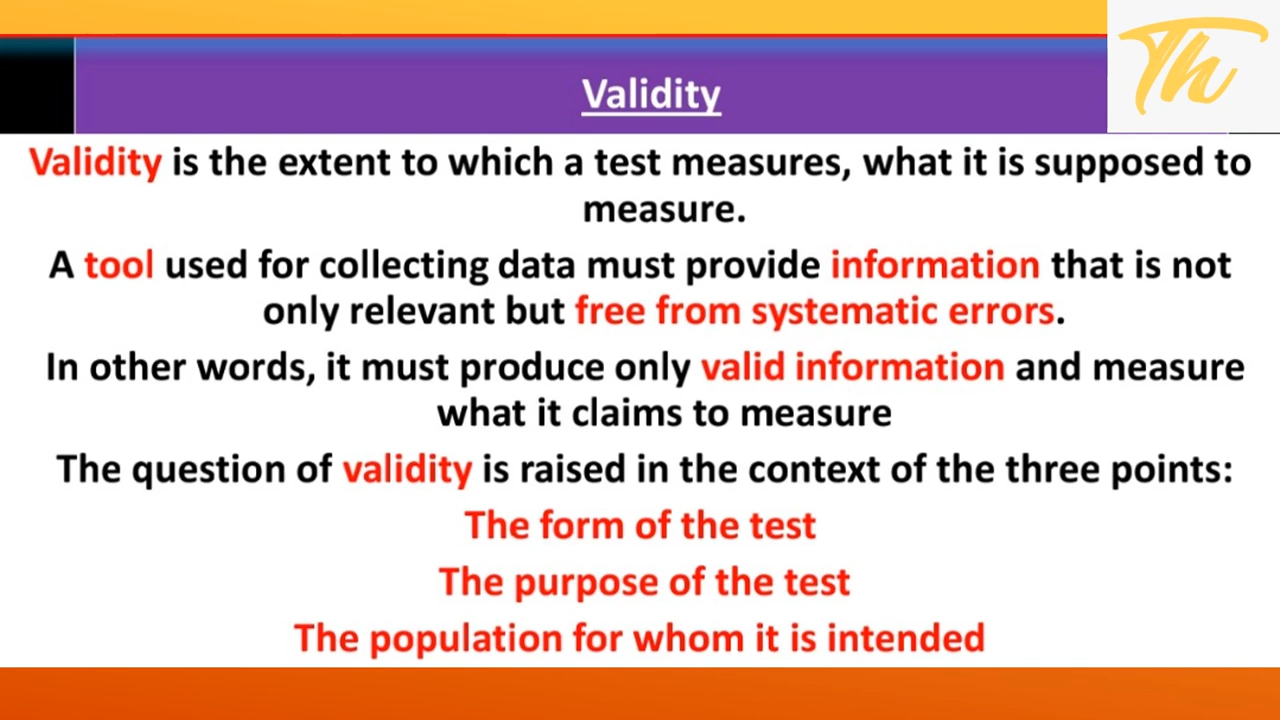 Th
Validity
Validity is the extent to which a test measures, what it is supposed to
measure.
A tool used for collecting data must provide information that is not
only relevant but free from systematic errors.
In other words, it must produce only valid information and measure
what it claims to measure
The question of validity is raised in the context of the three points:
The form of the test
The purpose of the test
The population for whom it is intended